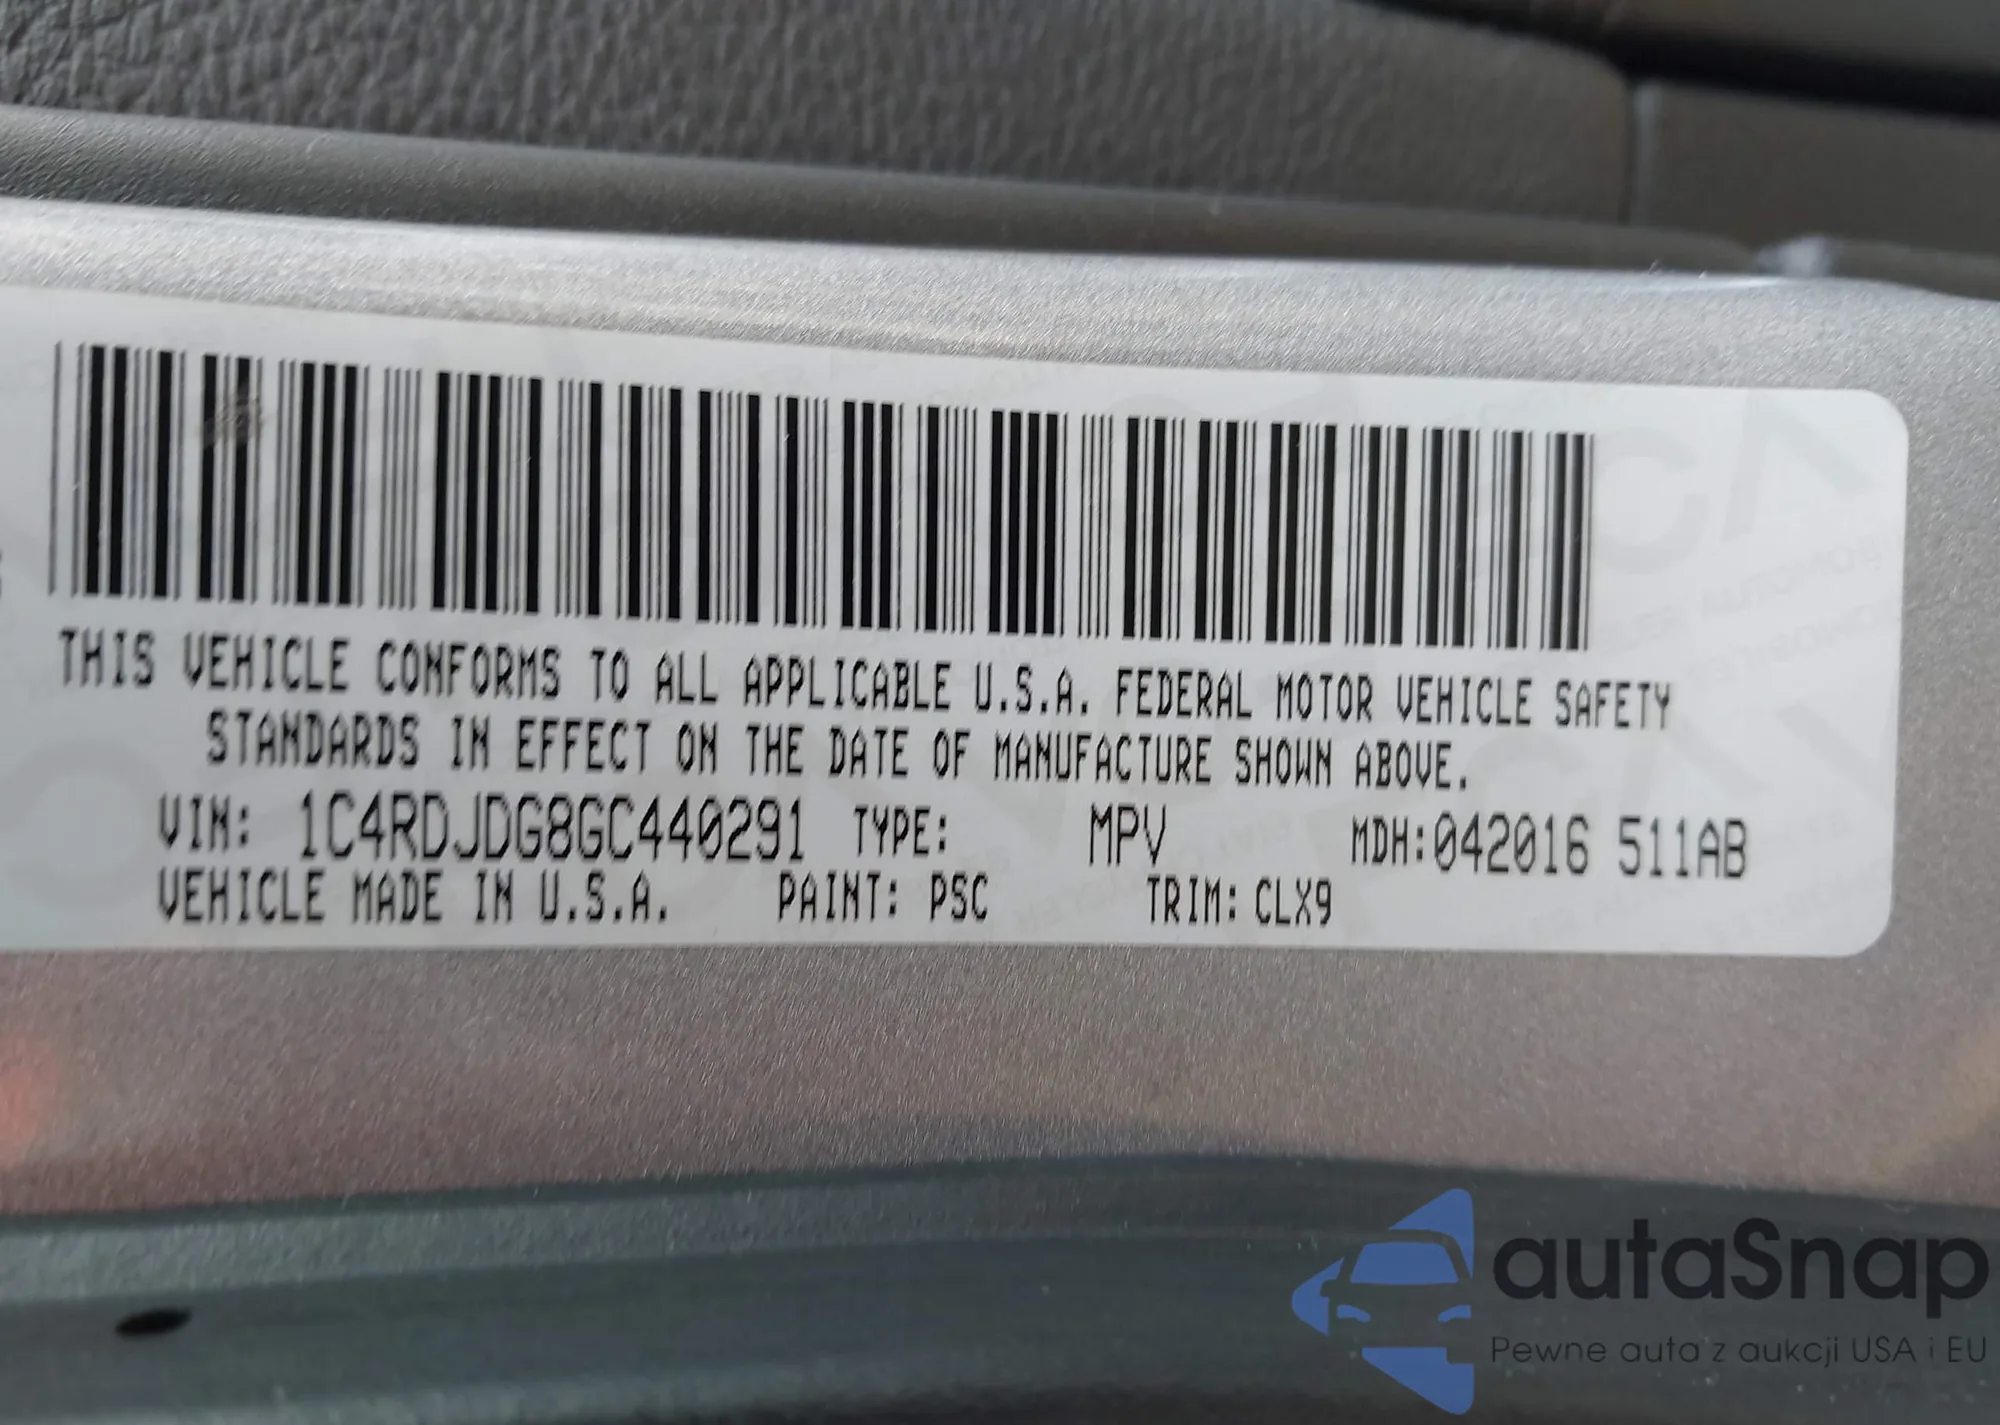 THIS VEHICLE CONFORMS TO ALL APPLICABLE U.S.A. FEDERAL MOTOR VEHICLE SAFETY
STANDARDS IN EFFECT ON THE DATE OF MANUFACTURE SHOWN ABOVE.
VIN: 1C4RDJDG8GC440291 TYPE: MPV MDH:042016 511AB
VEHICLE MADE IN U.S.A. PAINT: PSC TRIM: CLX9
autaSnap
Pewne auta z aukcji USA i EU